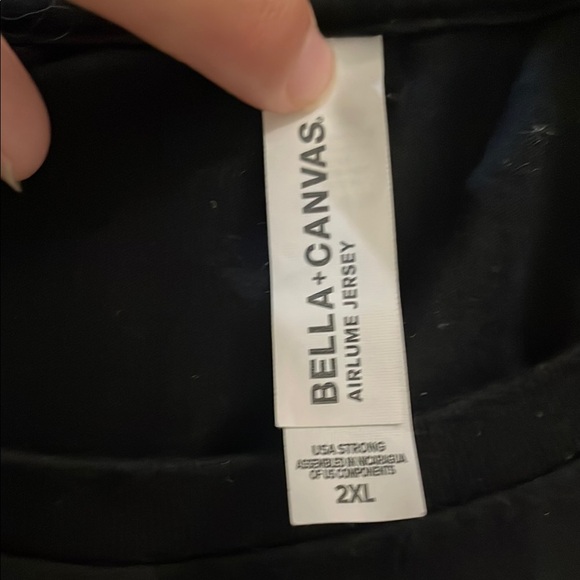 BELLA+CANVAS®
AIRLUME JERSEY
USA STRONG
ASSEMBLED IN NICARAGUA
OF US COMPONENTS
2XL